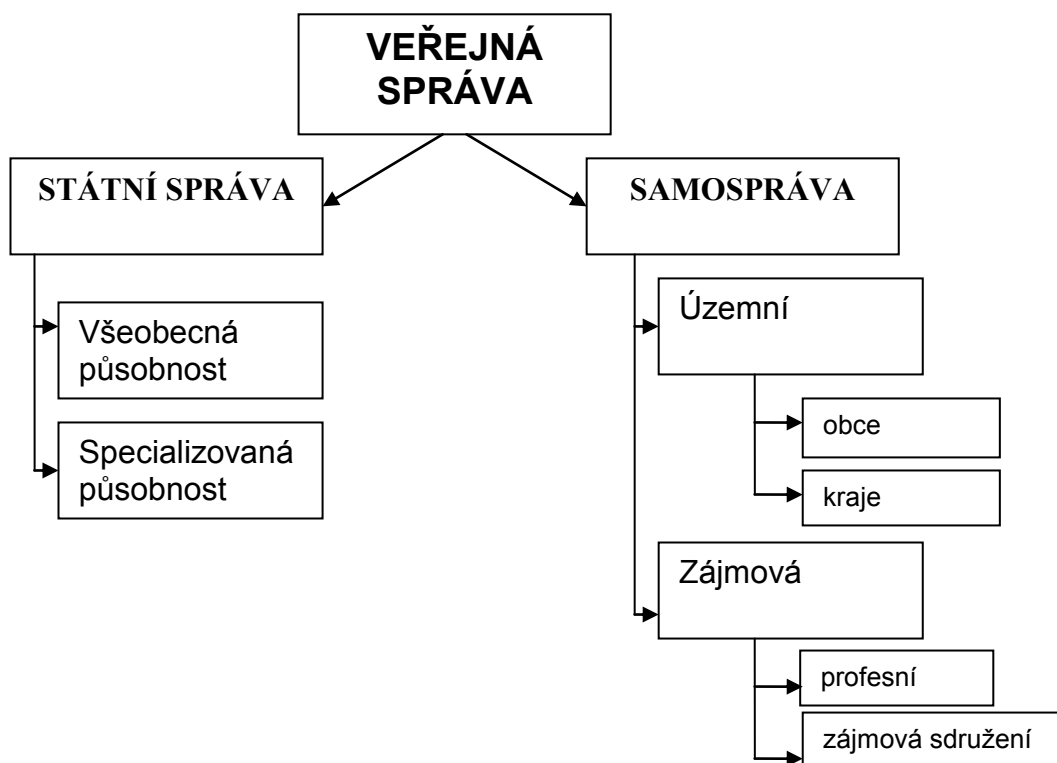 VEŘEJNÁ
SPRÁVA
STÁTNÍ SPRÁVA
SAMOSPRÁVA
Všeobecná
působnost
Specializovaná
působnost
Územní
obce
kraje
Zájmová
profesní
zájmová sdružení